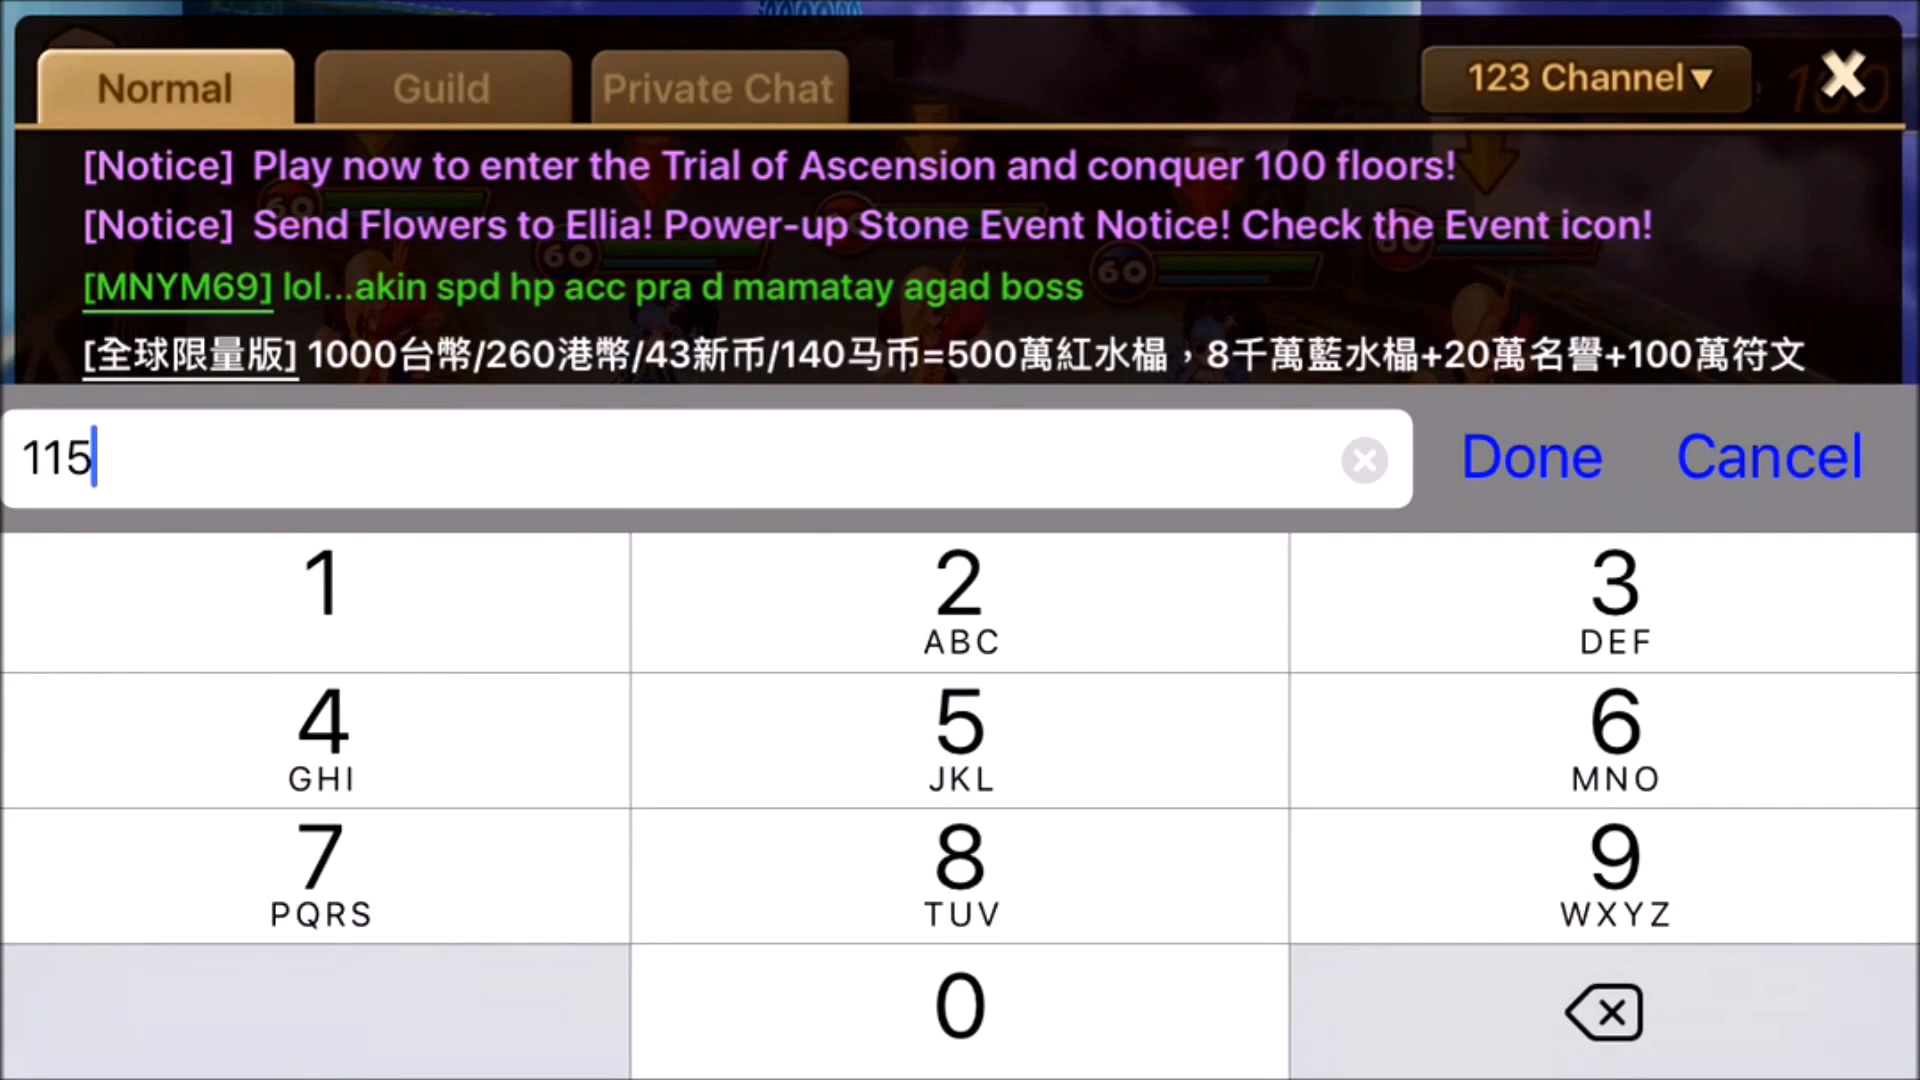 Normal
Guild
Private Chat
123 Channel▼
[Notice] Play now to enter the Trial of Ascension and conquer 100 floors!
[Notice] Send Flowers to Ellia! Power-up Stone Event Notice! Check the Event icon!
[MNYM69] lol...akin spd hp acc pra d mamatay agad boss
[全球限量版] 1000台幣/260港幣/43新币/140马币=500萬紅水榀，8千萬藍水榀+20萬名譽+100萬符文
115
Done
Cancel
1
2
ABC
3
DEF
4
GHI
5
JKL
6
MNO
7
PQRS
8
TUV
9
WXYZ
0